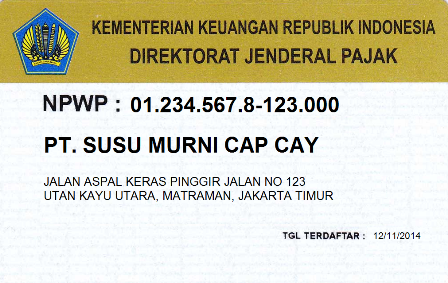 KEMENTERIAN KEUANGAN REPUBLIK INDONESIA
DIREKTORAT JENDERAL PAJAK
NPWP : 01.234.567.8-123.000
PT. SUSU MURNI CAP CAY
JALAN ASPAL KERAS PINGGIR JALAN NO 123
UTAN KAYU UTARA, MATRAMAN, JAKARTA TIMUR
TGL TERDAFTAR : 12/11/2014